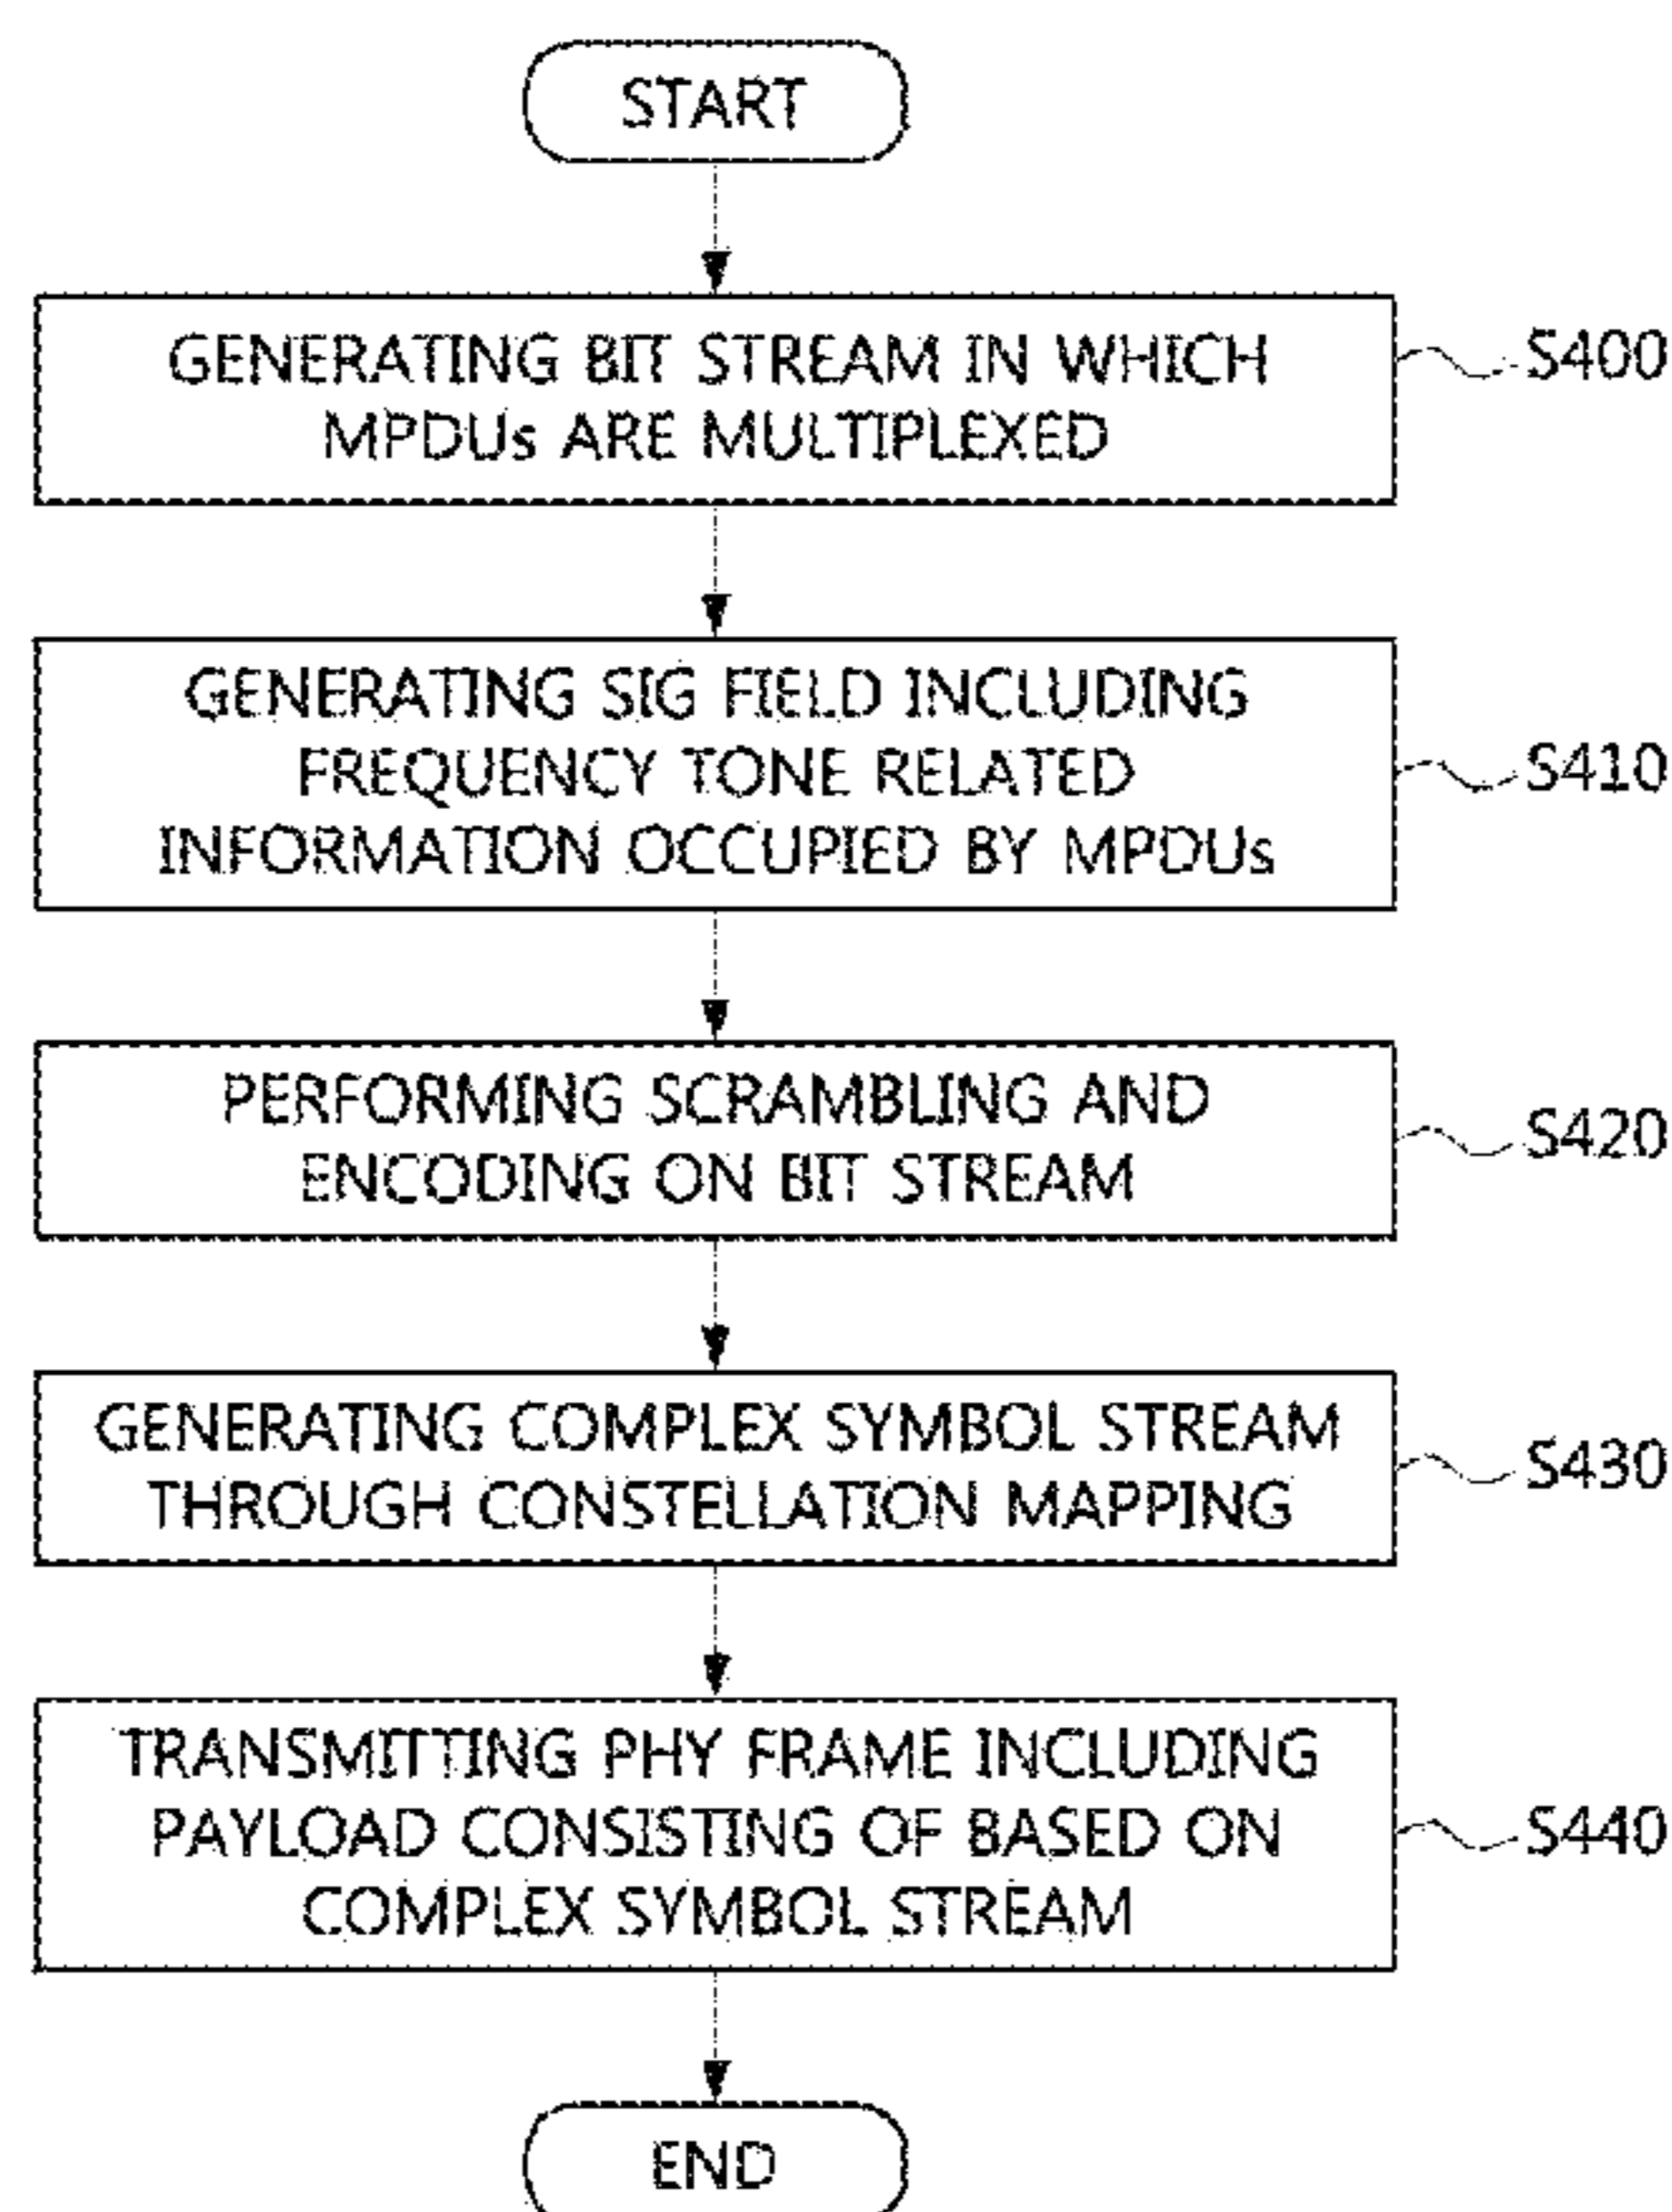 START
GENERATING BIT STREAM IN WHICH
MPDUs ARE MULTIPLEXED
S400
GENERATING SIG FIELD INCLUDING
FREQUENCY TONE RELATED
INFORMATION OCCUPIED BY MPDUs
S410
PERFORMING SCRAMBLING AND
ENCODING ON BIT STREAM
S420
GENERATING COMPLEX SYMBOL STREAM
THROUGH CONSTELLATION MAPPING
S430
TRANSMITTING PHY FRAME INCLUDING
PAYLOAD CONSISTING OF BASED ON
COMPLEX SYMBOL STREAM
S440
END